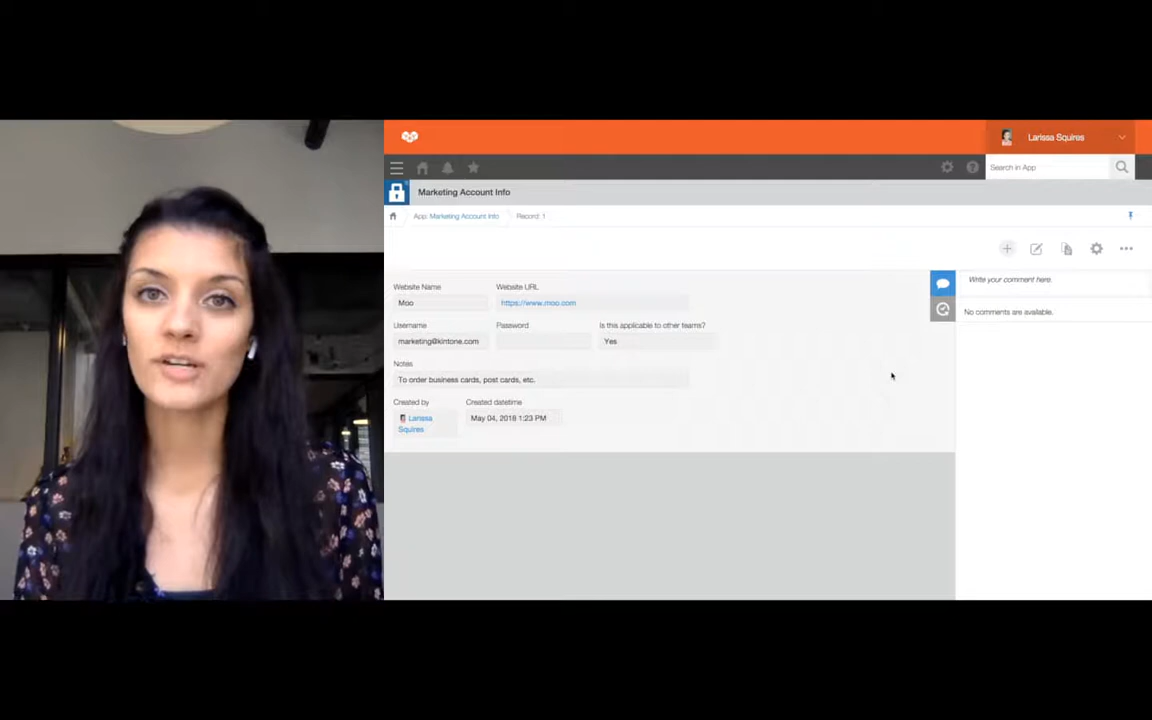 Larissa Squires
Search in App
Marketing Account Info
App: Marketing Account Info
Record: 1
Write your comment here.
No comments are available.
Website Name
Website URL
Moo
https://www.moo.com
Username
Password
Is this applicable to other teams?
marketing@kintone.com
Yes
Notes
To order business cards, post cards, etc.
Created by
Created datetime
Larissa
Squires
May 04, 2018 1:23 PM